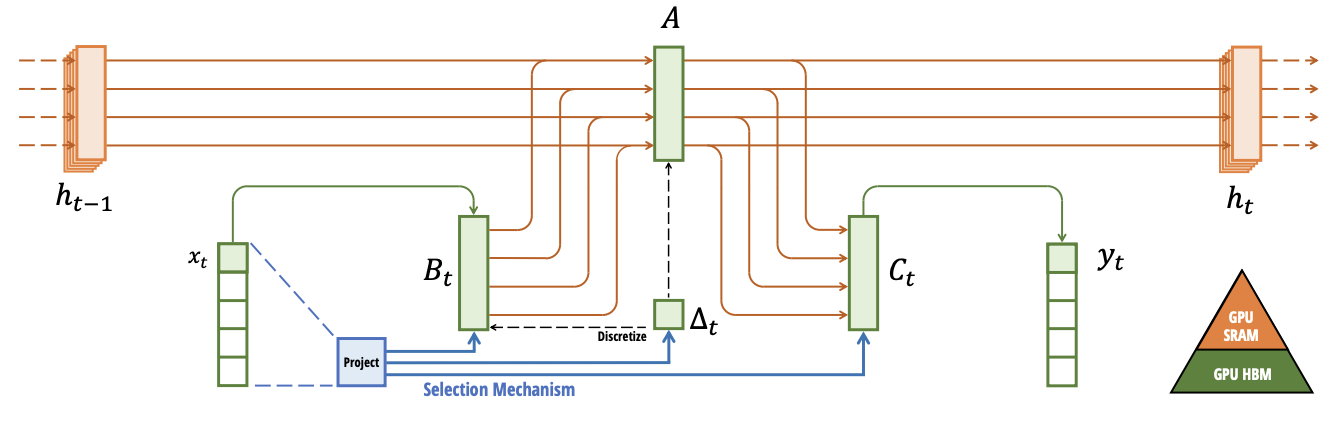 A
h_{t-1}
h_t
x_t
B_t
C_t
y_t
Δ_t
Discretize
Project
Selection Mechanism
GPU
SRAM
GPU HBM